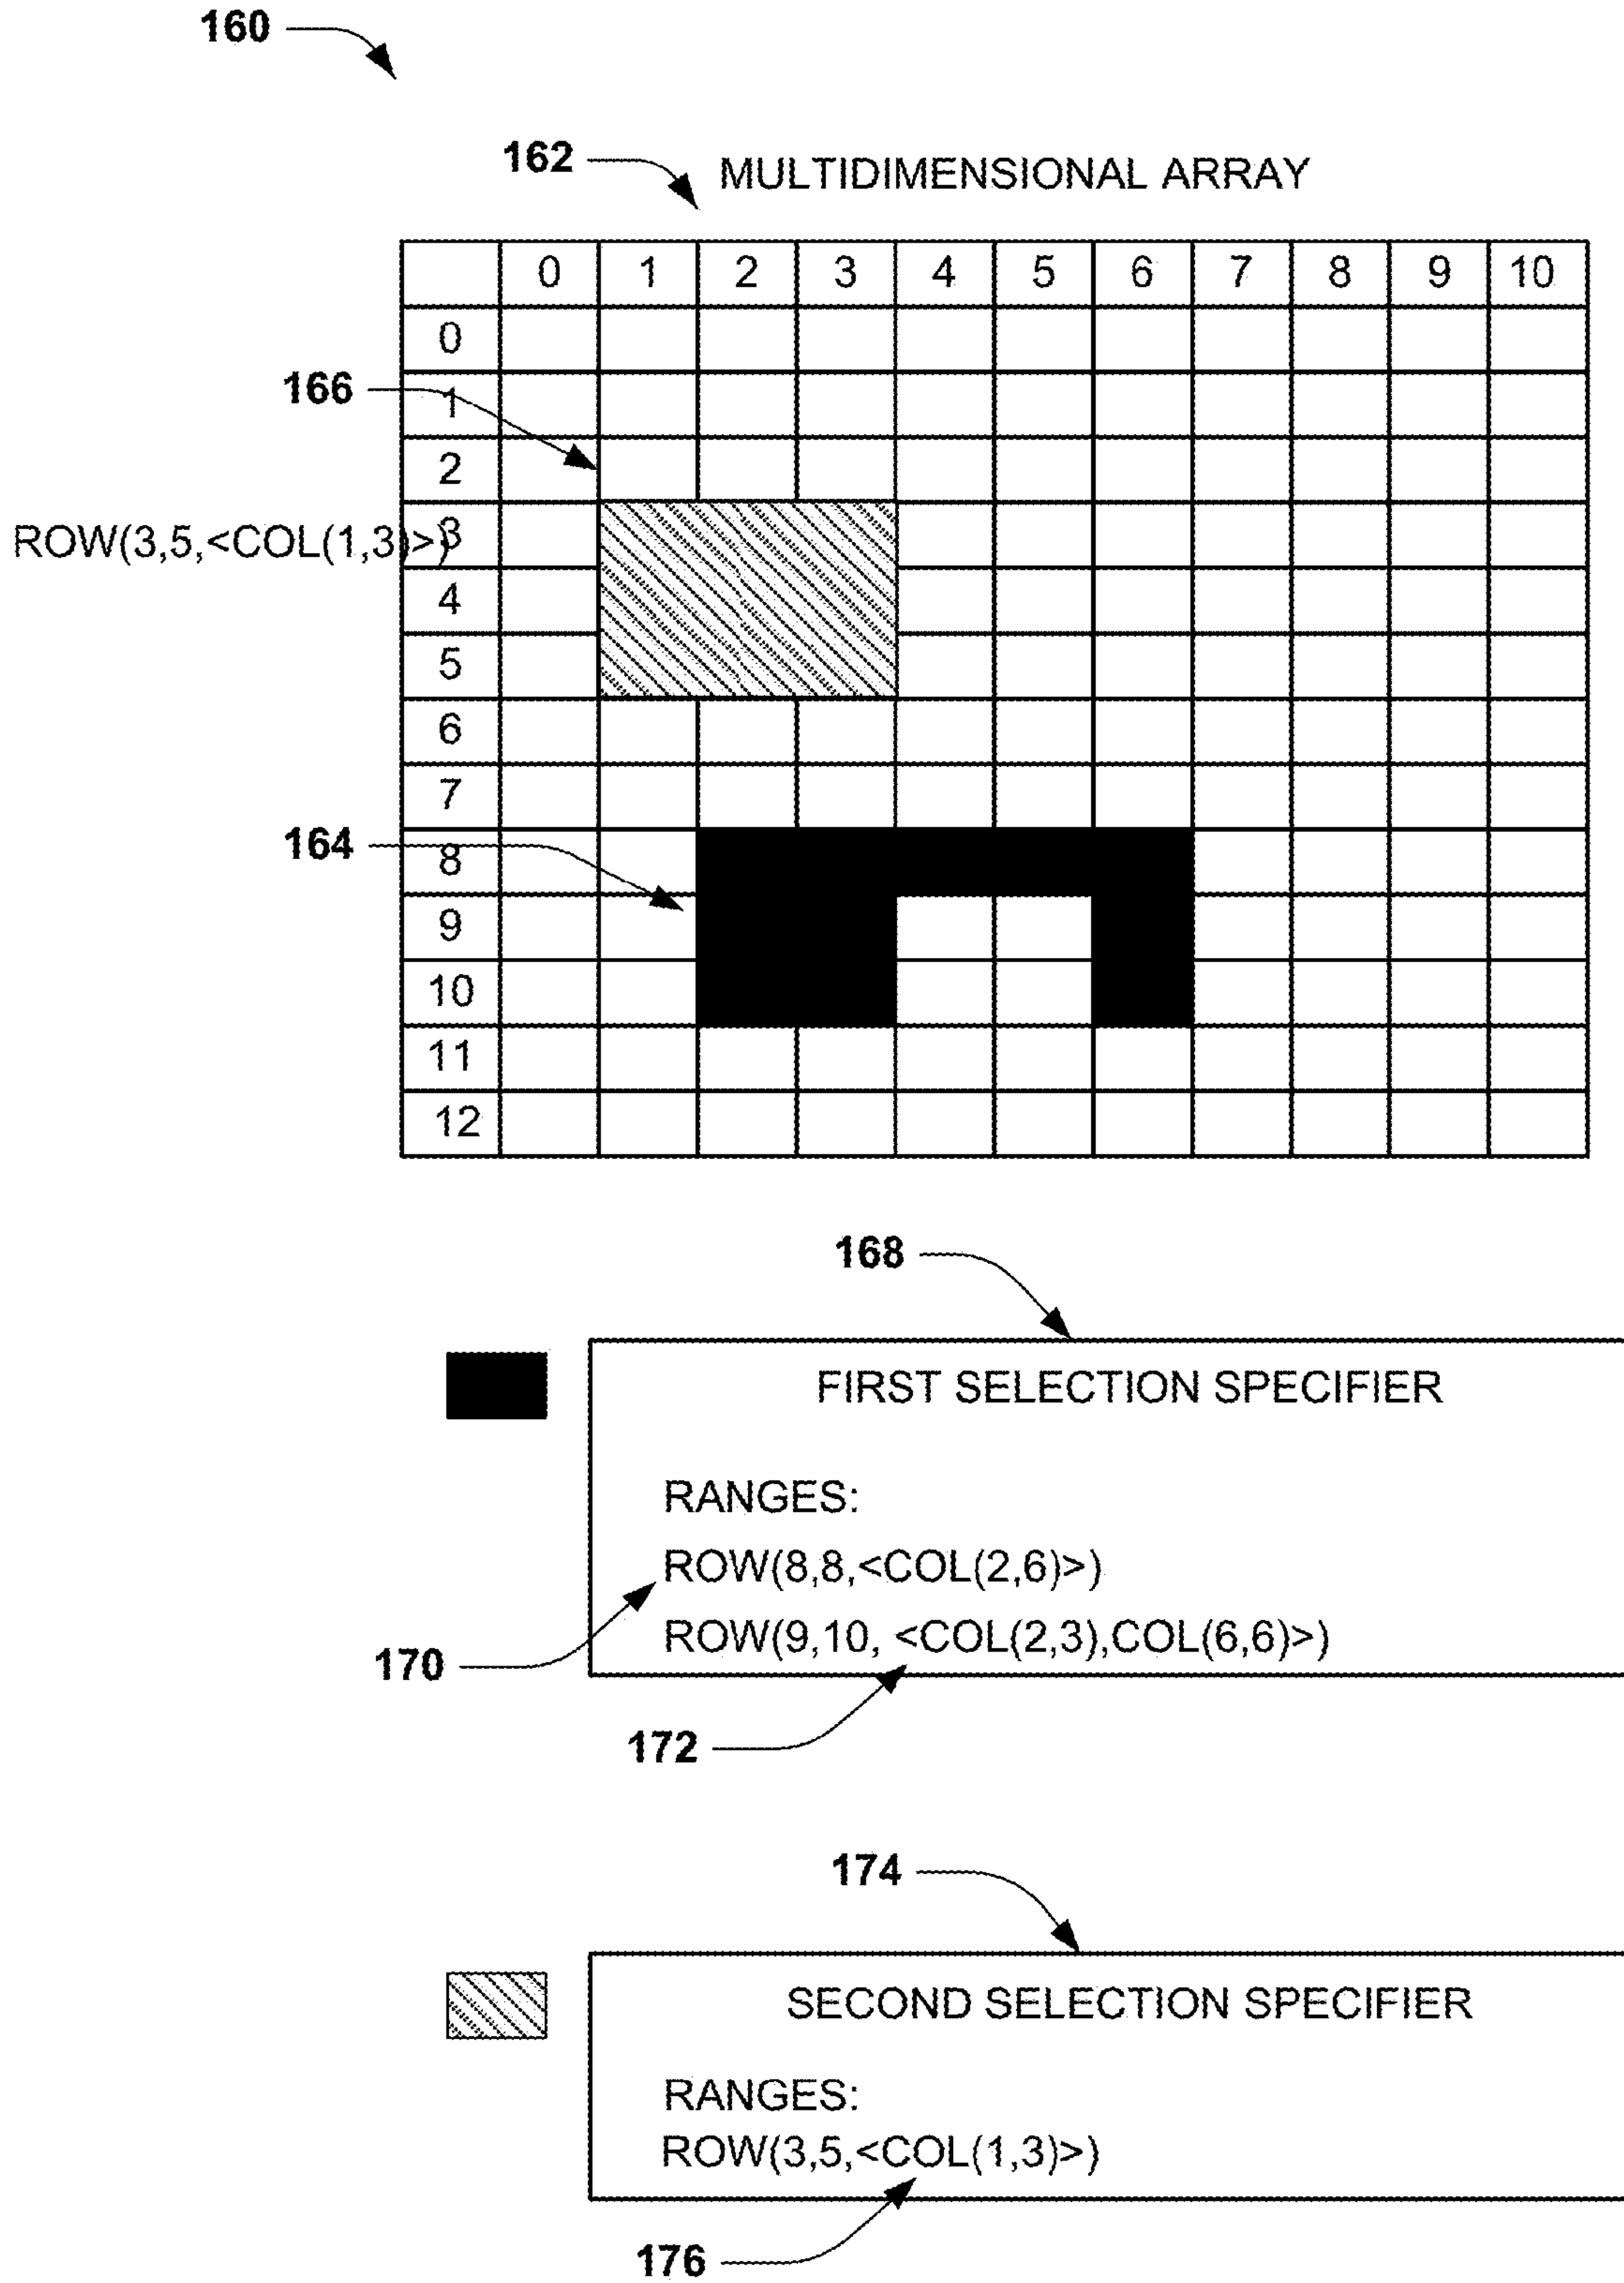 160
162 MULTIDIMENSIONAL ARRAY
0 1 2 3 4 5 6 7 8 9 10
0
166 1
2
ROW(3,5,<COL(1,3)>) 3
4
5
6
7
164 8
9
10
11
12
168
FIRST SELECTION SPECIFIER
RANGES:
ROW(8,8,<COL(2,6)>)
ROW(9,10, <COL(2,3),COL(6,6)>)
170
172
174
SECOND SELECTION SPECIFIER
RANGES:
ROW(3,5,<COL(1,3)>)
176